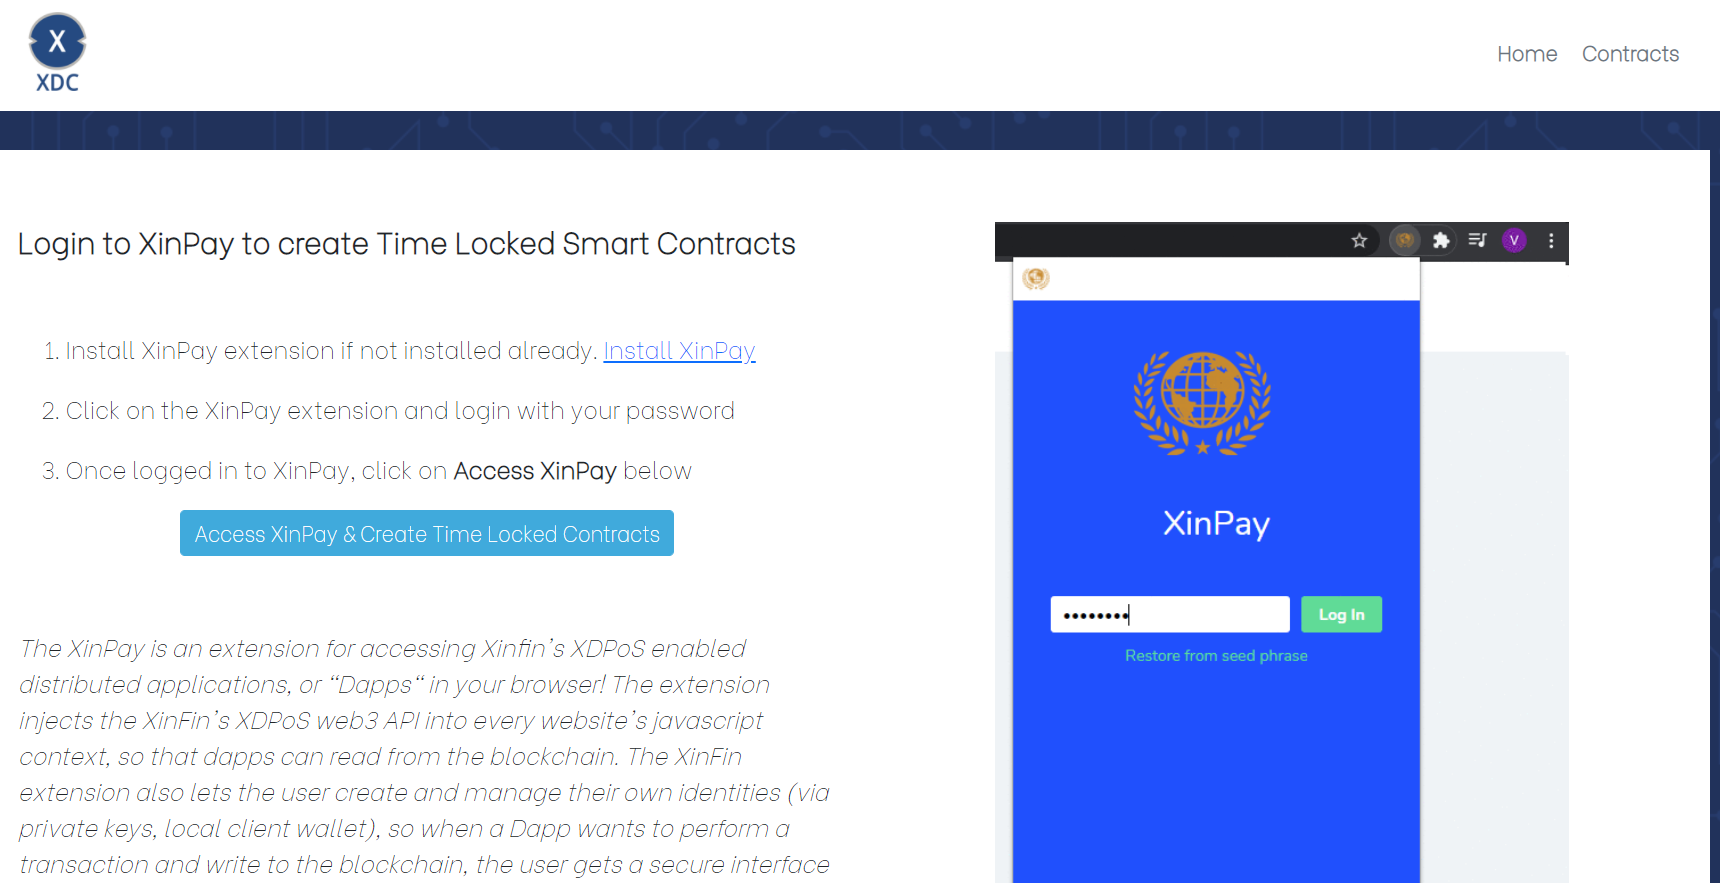 X
XDC
Home
Contracts
Login to XinPay to create Time Locked Smart Contracts
1. Install XinPay extension if not installed already. Install XinPay
2. Click on the XinPay extension and login with your password
3. Once logged in to XinPay, click on Access XinPay below
Access XinPay & Create Time Locked Contracts
The XinPay is an extension for accessing Xinfin's XDPoS enabled
distributed applications, or “Dapps“ in your browser! The extension
injects the XinFin's XDPoS web3 API into every website's javascript
context, so that dapps can read from the blockchain. The XinFin
extension also lets the user create and manage their own identities (via
private keys, local client wallet), so when a Dapp wants to perform a
transaction and write to the blockchain, the user gets a secure interface
V
XinPay
Log In
Restore from seed phrase